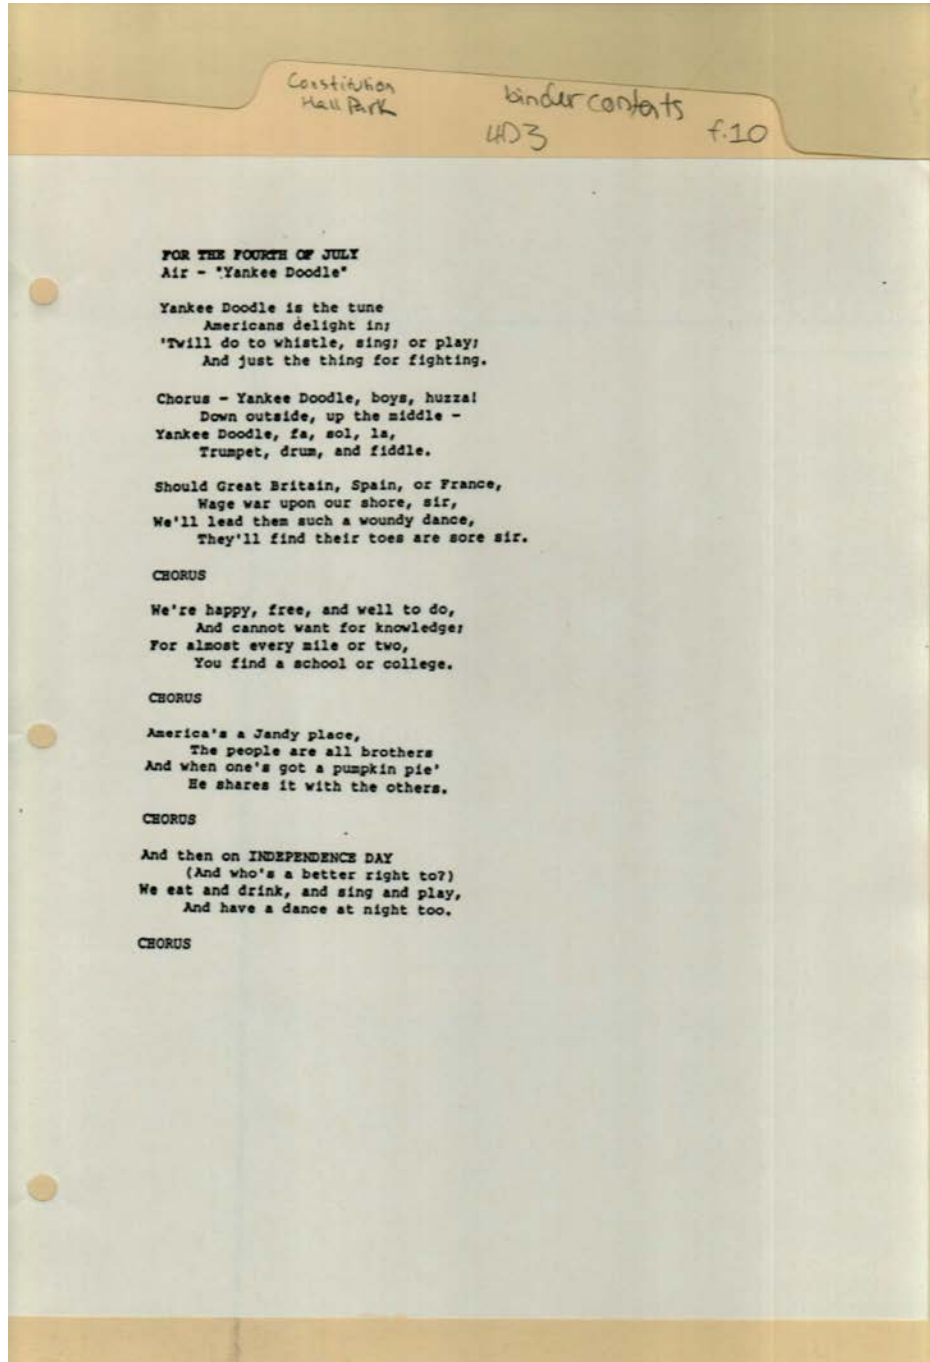 Constitution
Hall Park
binder contents
4D3
f.10
FOR THE FOURTH OF JULY
Air - "Yankee Doodle"
Yankee Doodle is the tune
Americans delight in;
'Twill do to whistle, sing; or play;
And just the thing for fighting.
Chorus - Yankee Doodle, boys, huzza!
Down outside, up the middle -
Yankee Doodle, fa, sol, la,
Trumpet, drum, and fiddle.
Should Great Britain, Spain, or France,
Wage war upon our shore, sir,
We'll lead them such a woundy dance,
They'll find their toes are sore sir.
CHORUS
We're happy, free, and well to do,
And cannot want for knowledge;
For almost every mile or two,
You find a school or college.
CHORUS
America's a Jandy place,
The people are all brothers
And when one's got a pumpkin pie'
He shares it with the others.
CHORUS
And then on INDEPENDENCE DAY
(And who's a better right to?)
We eat and drink, and sing and play,
And have a dance at night too.
CHORUS